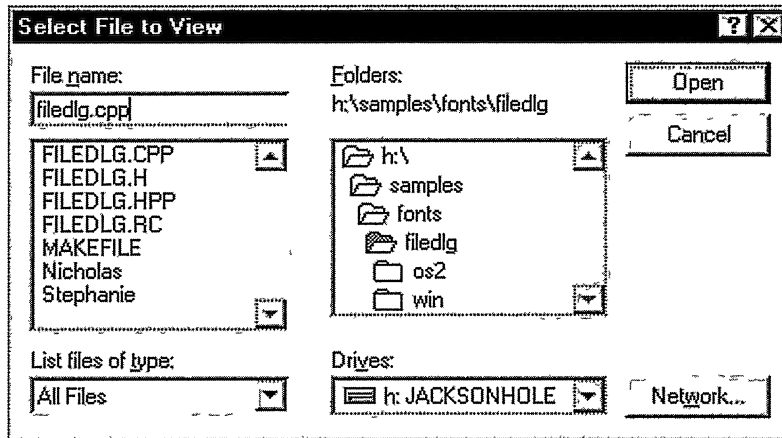 Select File to View
File name:
filedlg.cpp
FILEDLG.CPP
FILEDLG.H
FILEDLG.HPP
FILEDLG.RC
MAKEFILE
Nicholas
Stephanie
List files of type:
All Files
Folders:
h:\samples\fonts\filedlg
h:\
samples
fonts
filedlg
os2
win
Drives:
h: JACKSONHOLE
Open
Cancel
Network...